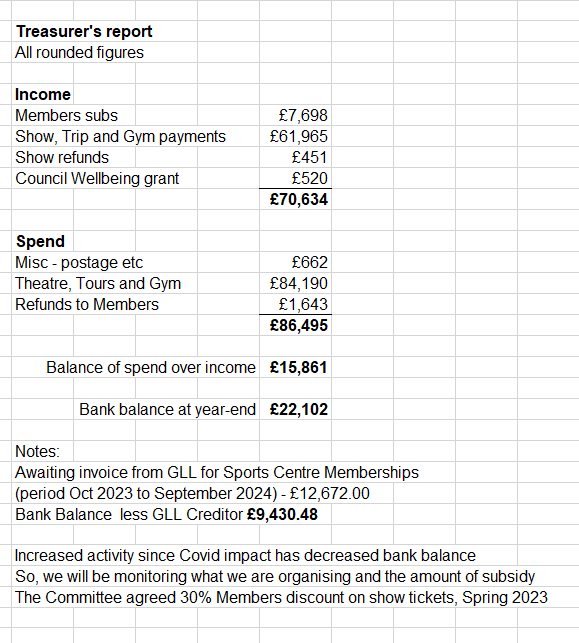 Treasurer's report
All rounded figures
Income
Members subs £7,698
Show, Trip and Gym payments £61,965
Show refunds £451
Council Wellbeing grant £520
£70,634
Spend
Misc - postage etc £662
Theatre, Tours and Gym £84,190
Refunds to Members £1,643
£86,495
Balance of spend over income £15,861
Bank balance at year-end £22,102
Notes:
Awaiting invoice from GLL for Sports Centre Memberships
(period Oct 2023 to September 2024) - £12,672.00
Bank Balance less GLL Creditor £9,430.48
Increased activity since Covid impact has decreased bank balance
So, we will be monitoring what we are organising and the amount of subsidy
The Committee agreed 30% Members discount on show tickets, Spring 2023